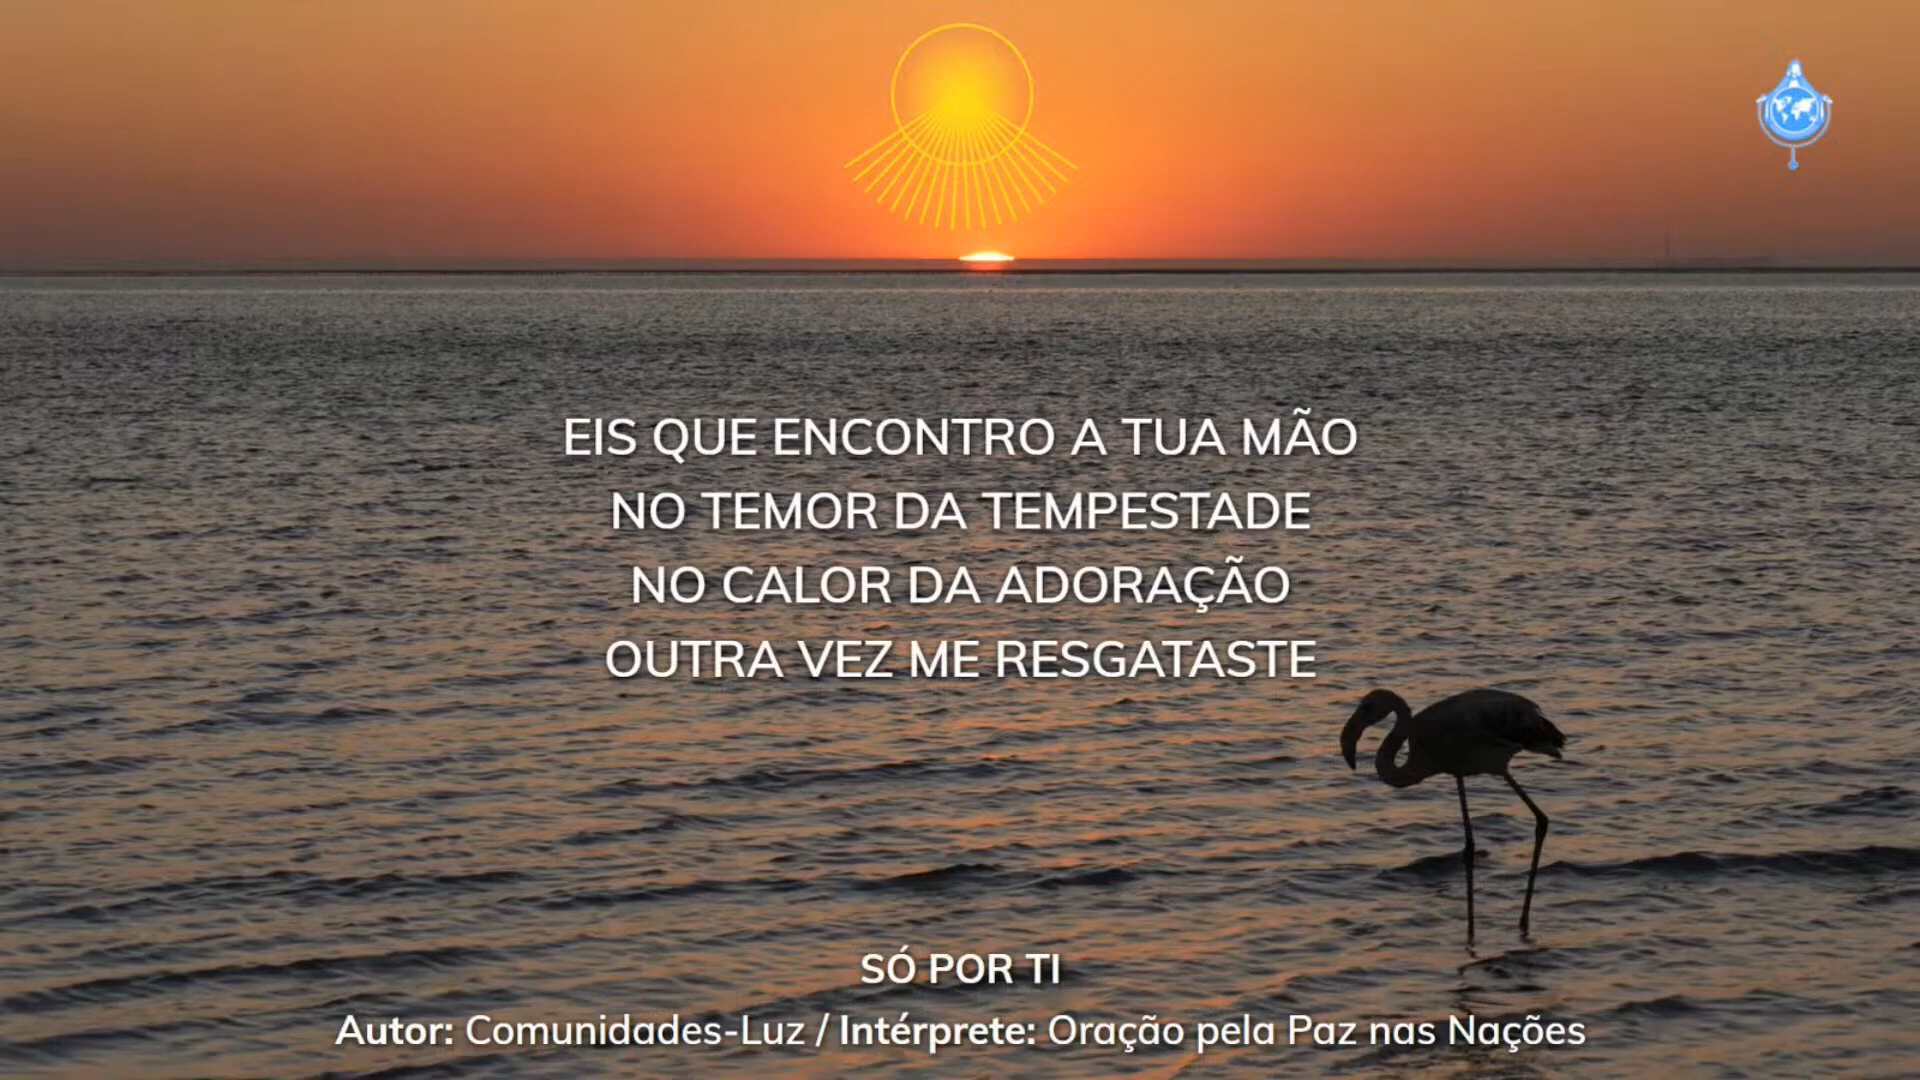 EIS QUE ENCONTRO A TUA MÃO
NO TEMOR DA TEMPESTADE
NO CALOR DA ADORAÇÃO
OUTRA VEZ ME RESGATASTE
SÓ POR TI
Autor: Comunidades-Luz / Intérprete: Oração pela Paz nas Nações